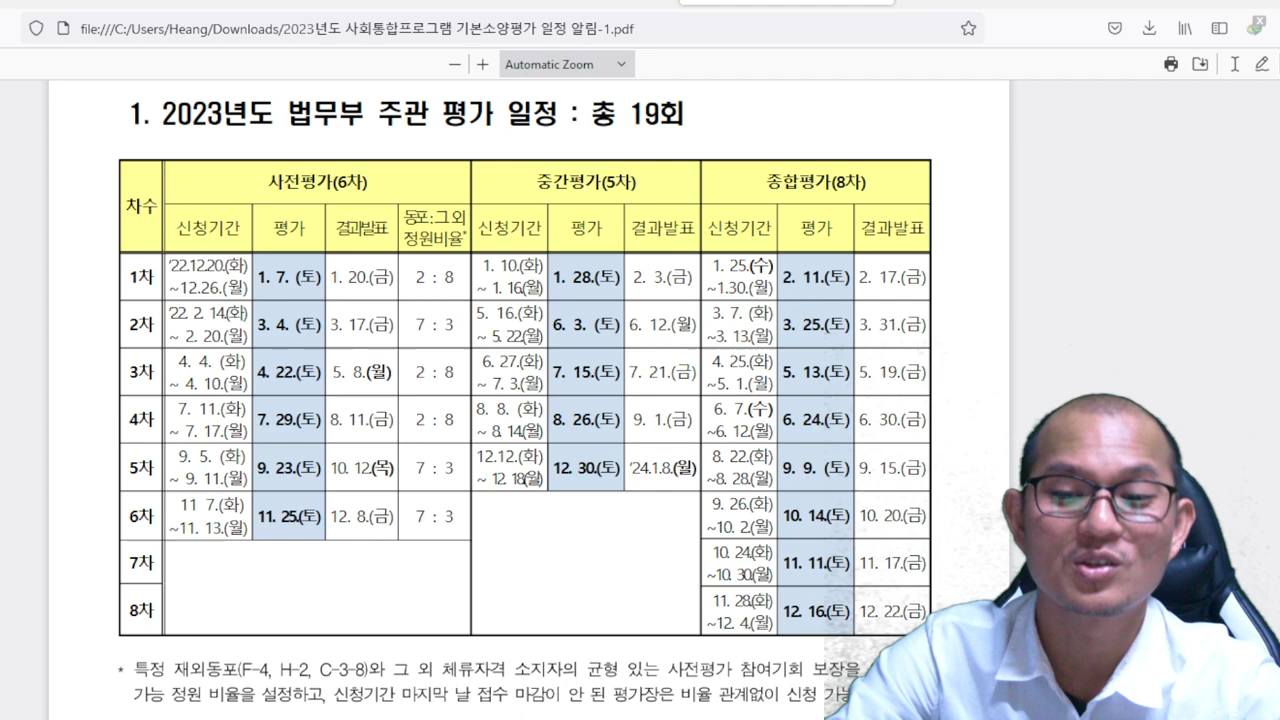 file:///C:/Users/Heang/Downloads/2023년도 사회통합프로그램 기본소양평가 일정 알림-1.pdf
Automatic Zoom
1. 2023년도 법무부 주관 평가 일정 : 총 19회
차수 사전평가(6차) 중간평가(5차) 종합평가(8차)
신청기간 평가 결과발표 동포:그 외 정원비율* 신청기간 평가 결과발표 신청기간 평가 결과발표
1차 '22.12.20.(화) ~12.26.(월) 1. 7. (토) 1. 20.(금) 2 : 8 1. 10.(화) ~ 1. 16.(월) 1. 28.(토) 2. 3.(금) 1. 25.(수) ~1.30.(월) 2. 11.(토) 2. 17.(금)
2차 '22. 2. 14.(화) ~ 2. 20.(월) 3. 4. (토) 3. 17.(금) 7 : 3 5. 16.(화) ~ 5. 22.(월) 6. 3. (토) 6. 12.(월) 3. 7. (화) ~3. 13.(월) 3. 25.(토) 3. 31.(금)
3차 4. 4. (화) ~ 4. 10.(월) 4. 22.(토) 5. 8.(월) 2 : 8 6. 27.(화) ~ 7. 3.(월) 7. 15.(토) 7. 21.(금) 4. 25.(화) ~5. 1.(월) 5. 13.(토) 5. 19.(금)
4차 7. 11.(화) ~ 7. 17.(월) 7. 29.(토) 8. 11.(금) 2 : 8 8. 8. (화) ~ 8. 14.(월) 8. 26.(토) 9. 1.(금) 6. 7.(수) ~6. 12.(월) 6. 24.(토) 6. 30.(금)
5차 9. 5. (화) ~ 9. 11.(월) 9. 23.(토) 10. 12.(목) 7 : 3 12.12.(화) ~ 12. 18.(월) 12. 30.(토) '24.1.8.(월) 8. 22.(화) ~8. 28.(월) 9. 9. (토) 9. 15.(금)
6차 11 7.(화) ~11. 13.(월) 11. 25.(토) 12. 8.(금) 7 : 3 9. 26.(화) ~10. 2.(월) 10. 14.(토) 10. 20.(금)
7차 10. 24.(화) ~10. 30.(월) 11. 11.(토) 11. 17.(금)
8차 11. 28.(화) ~12. 4.(월) 12. 16.(토) 12. 22.(금)
* 특정 재외동포(F-4, H-2, C-3-8)와 그 외 체류자격 소지자의 균형 있는 사전평가 참여기회 보장을
가능 정원 비율을 설정하고, 신청기간 마지막 날 접수 마감이 안 된 평가장은 비율 관계없이 신청